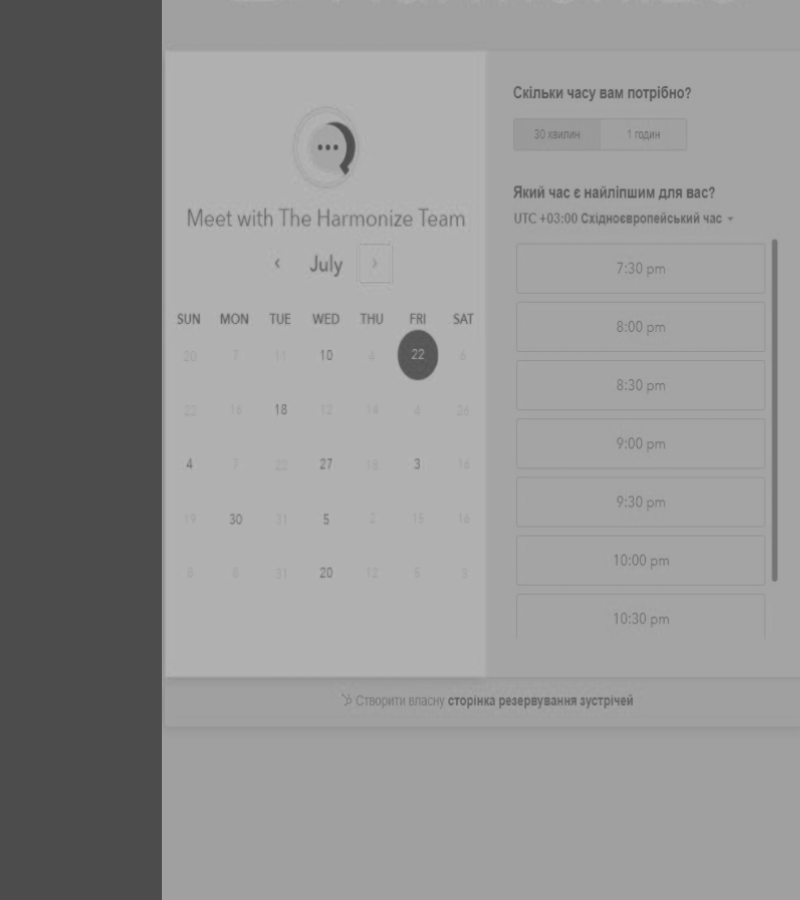 Meet with The Harmonize Team
July
SUN MON TUE WED THU FRI SAT
20 7 11 10 4 22 6
22 16 18 12 14 4 26
4 7 22 27 18 3 16
19 30 31 5 2 15 16
8 6 31 20 12 5 3
Скільки часу вам потрібно?
30 хвилин 1 годин
Який час є найліпшим для вас?
UTC +03:00 Східноєвропейський час
7:30 pm
8:00 pm
8:30 pm
9:00 pm
9:30 pm
10:00 pm
10:30 pm
Створити власну сторінка резервування зустрічей